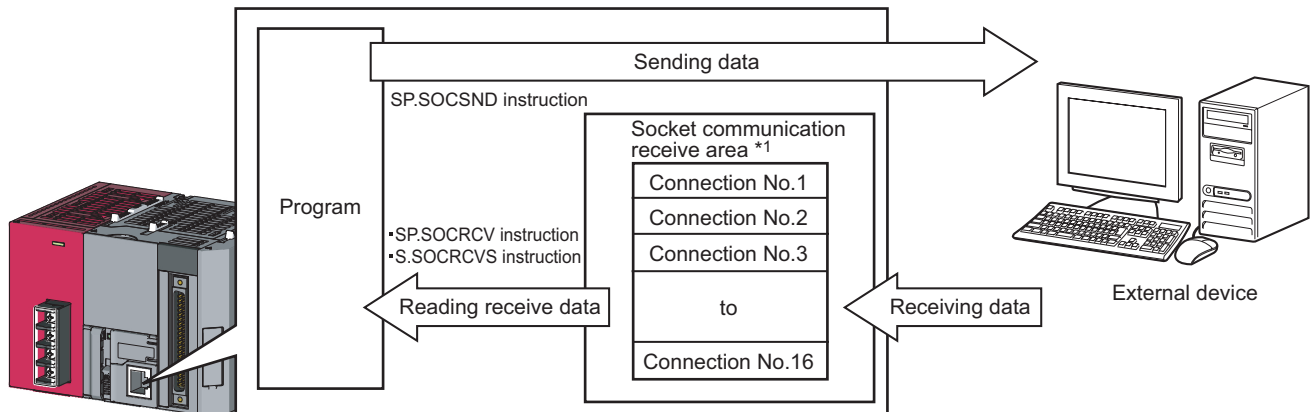 Sending data
SP.SOCSND instruction
Socket communication
receive area *1
Connection No.1
Program
Connection No.2
▪SP.SOCRCV instruction
▪S.SOCRCVS instruction
Connection No.3
Reading receive data
to
Receiving data
External device
Connection No.16